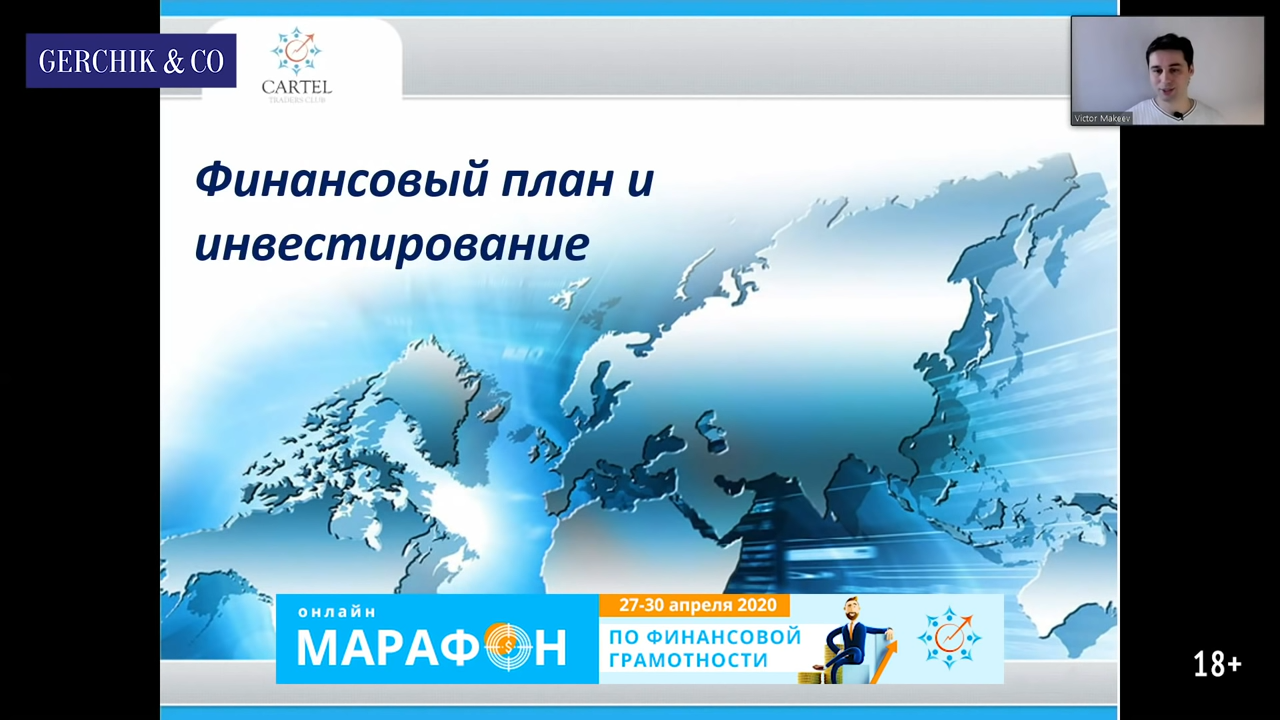 GERCHIK & CO
CARTEL
TRADERS CLUB
Victor Makeev
Финансовый план и
инвестирование
онлайн
МАРАФОН
27-30 апреля 2020
ПО ФИНАНСОВОЙ
ГРАМОТНОСТИ
18+